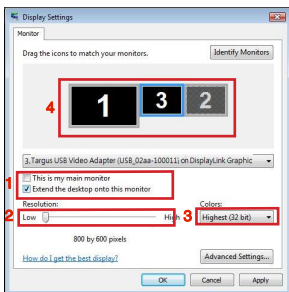 Display Settings
Monitor
Drag the icons to match your monitors.
Identify Monitors
4
1
3
2
3,Targus USB Video Adapter (USB_02aa-100011) on DisplayLink Graphic
1
This is my main monitor
Extend the desktop onto this monitor
Resolution:
Colors:
2
Low
High
3
Highest (32 bit)
800 by 600 pixels
How do I get the best display?
Advanced Settings...
OK
Cancel
Apply